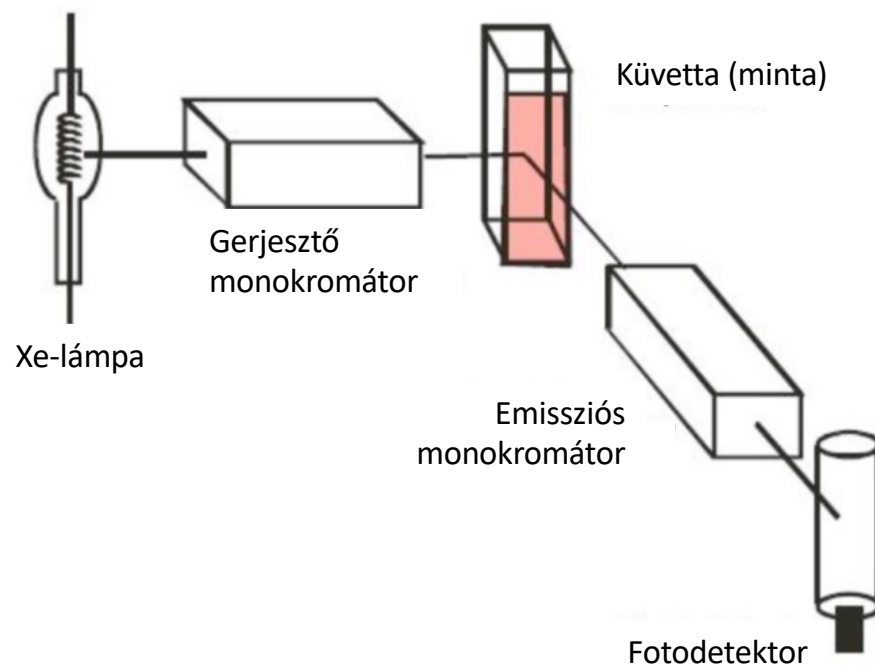 Küvetta (minta)
Gerjesztő
monokromátor
Xe-lámpa
Emissziós
monokromátor
Fotodetektor